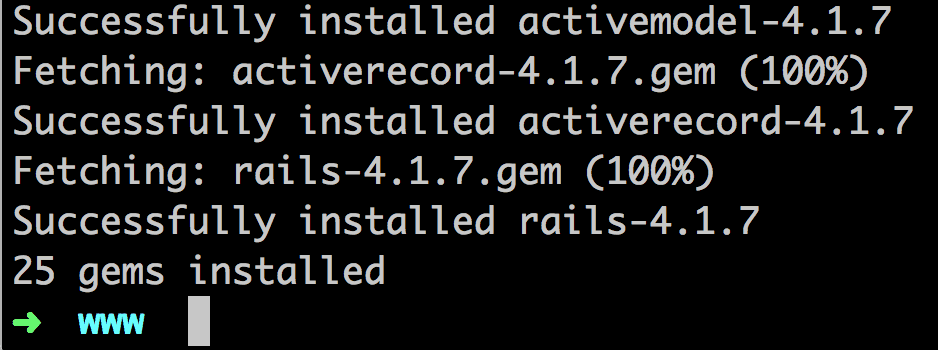 Successfully installed activemodel-4.1.7
Fetching: activerecord-4.1.7.gem (100%)
Successfully installed activerecord-4.1.7
Fetching: rails-4.1.7.gem (100%)
Successfully installed rails-4.1.7
25 gems installed
➜ www